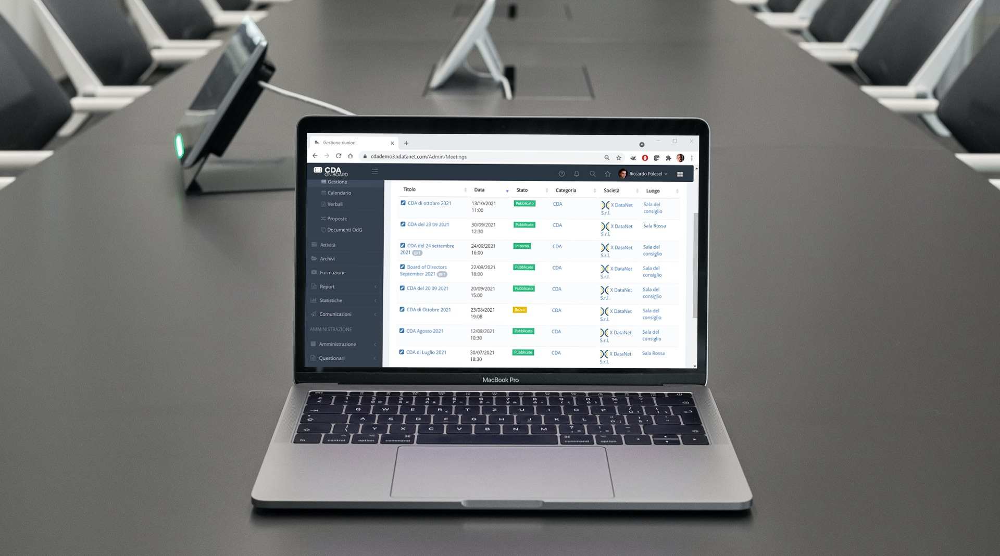 Gestione riunioni
cdademo3.xdatanet.com/Admin/Meetings
CDA
ON BOARD
Riccardo Polesel
Gestione
Calendario
Verbali
Proposte
Documenti OdG
Attività
Archivi
Formazione
Report
Statistiche
Comunicazioni
AMMINISTRAZIONE
Amministrazione
Questionari
Titolo Data Stato Categoria Società Luogo
CDA di ottobre 2021 13/10/2021 Pubblicato CDA X DataNet Sala del
11:00 S.r.l. consiglio
CDA del 23 09 2021 30/09/2021 Pubblicato CDA X DataNet Sala Rossa
12:30 S.r.l.
CDA del 24 settembre 24/09/2021 In corso CDA X DataNet Sala del
2021 1 16:00 S.r.l. consiglio
Board of Directors 22/09/2021 Pubblicato CDA X DataNet Sala del
September 2021 1 18:00 S.r.l. consiglio
CDA del 20 09 2021 20/09/2021 Pubblicato CDA X DataNet Sala del
15:00 S.r.l. consiglio
CDA di Ottobre 2021 23/08/2021 Bozza CDA X DataNet Sala del
19:08 S.r.l. consiglio
CDA Agosto 2021 12/08/2021 Pubblicato CDA X DataNet Sala del
10:30 S.r.l. consiglio
CDA di Luglio 2021 30/07/2021 Pubblicato CDA X DataNet Sala Rossa
18:30 S.r.l.
MacBook Pro
Q W E R T Z U I O P
A S D F G H J K L
Y X C V B N M
fn control option command command option